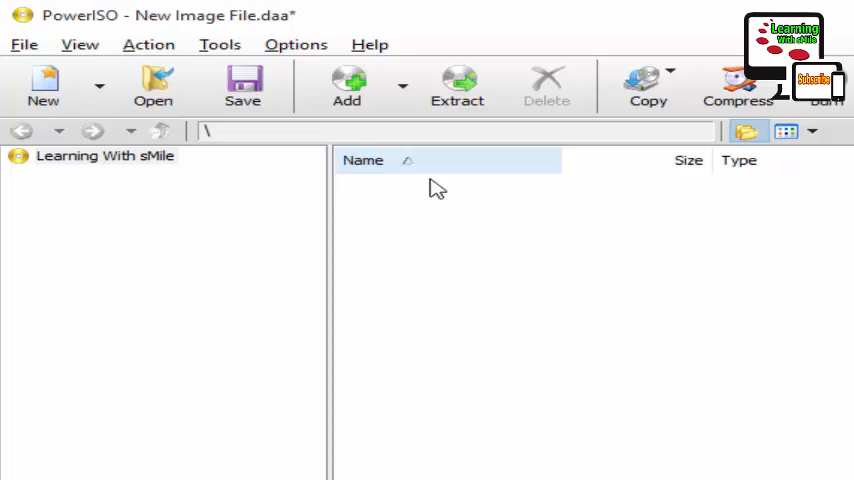 PowerISO - New Image File.daa*
File View Action Tools Options Help
New Open Save Add Extract Delete Copy Compress Burn
\
Learning With sMile
Name Size Type
Learning
With sMile
Subscribe